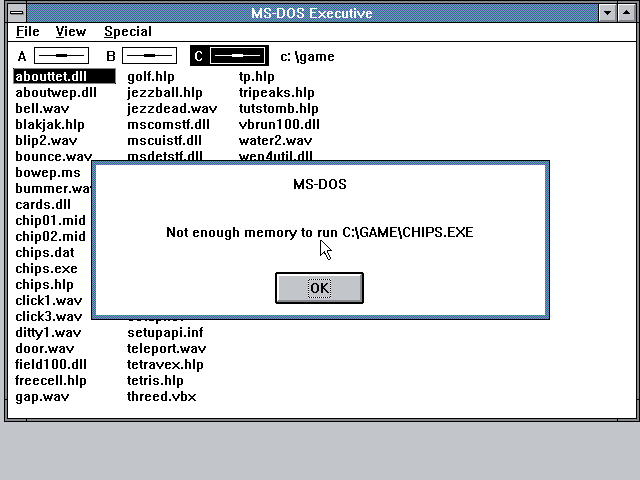 MS-DOS Executive
File View Special
A B C c: \game
abouttet.dll golf.hlp tp.hlp
aboutwep.dll jezzball.hlp tripeaks.hlp
bell.wav jezzdead.wav tutstomb.hlp
blakjak.hlp mscomstf.dll vbrun100.dll
blip2.wav mscuistf.dll water2.wav
bounce.wav msdetstf.dll wep4util.dll
bowep.ms
bummer.wav
cards.dll
chip01.mid
chip02.mid
chips.dat
chips.exe
chips.hlp
click1.wav
click3.wav
ditty1.wav setupapi.inf
door.wav teleport.wav
field100.dll tetravex.hlp
freecell.hlp tetris.hlp
gap.wav threed.vbx
MS-DOS
Not enough memory to run C:\GAME\CHIPS.EXE
OK